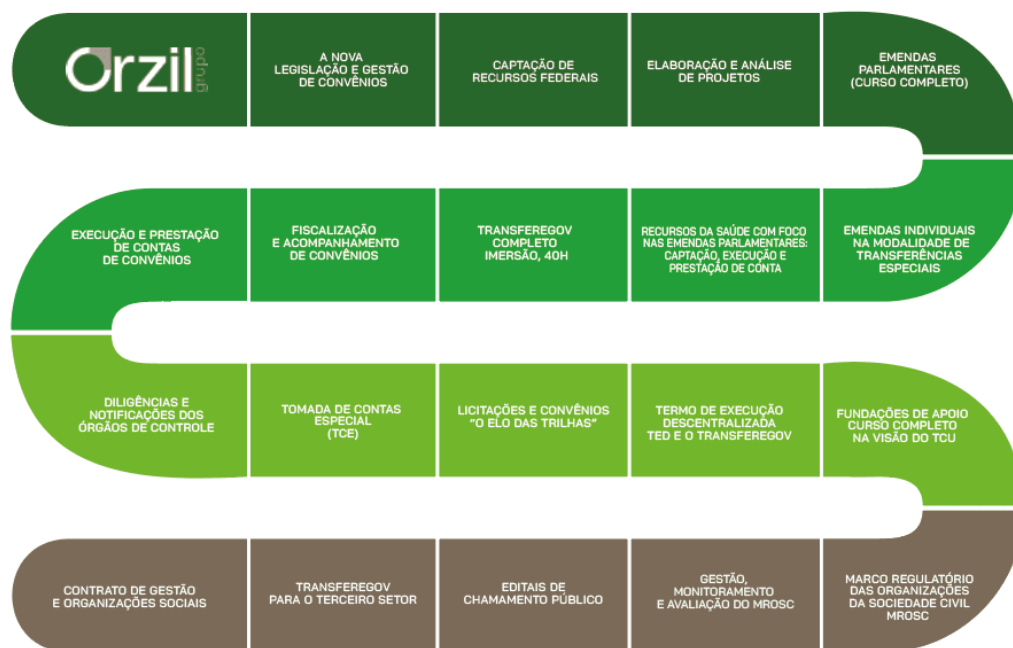 Orzil
grupo
A NOVA
LEGISLAÇÃO E GESTÃO
DE CONVÊNIOS
CAPTAÇÃO DE
RECURSOS FEDERAIS
ELABORAÇÃO E ANÁLISE
DE PROJETOS
EMENDAS
PARLAMENTARES
(CURSO COMPLETO)
EMENDAS INDIVIDUAIS
NA MODALIDADE DE
TRANSFERÊNCIAS
ESPECIAIS
RECURSOS DA SAÚDE COM FOCO
NAS EMENDAS PARLAMENTARES:
CAPTAÇÃO, EXECUÇÃO E
PRESTAÇÃO DE CONTA
TRANSFEREGOV
COMPLETO
IMERSÃO, 40H
FISCALIZAÇÃO
E ACOMPANHAMENTO
DE CONVÊNIOS
EXECUÇÃO E PRESTAÇÃO
DE CONTAS
DE CONVÊNIOS
DILIGÊNCIAS E
NOTIFICAÇÕES DOS
ÓRGÃOS DE CONTROLE
TOMADA DE CONTAS
ESPECIAL
(TCE)
LICITAÇÕES E CONVÊNIOS
"O ELO DAS TRILHAS"
TERMO DE EXECUÇÃO
DESCENTRALIZADA
TED E O TRANSFEREGOV
FUNDAÇÕES DE APOIO
CURSO COMPLETO
NA VISÃO DO TCU
MARCO REGULATÓRIO
DAS ORGANIZAÇÕES
DA SOCIEDADE CIVIL
MROSC
GESTÃO,
MONITORAMENTO
E AVALIAÇÃO DO MROSC
EDITAIS DE
CHAMAMENTO PÚBLICO
TRANSFEREGOV
PARA O TERCEIRO SETOR
CONTRATO DE GESTÃO
E ORGANIZAÇÕES SOCIAIS